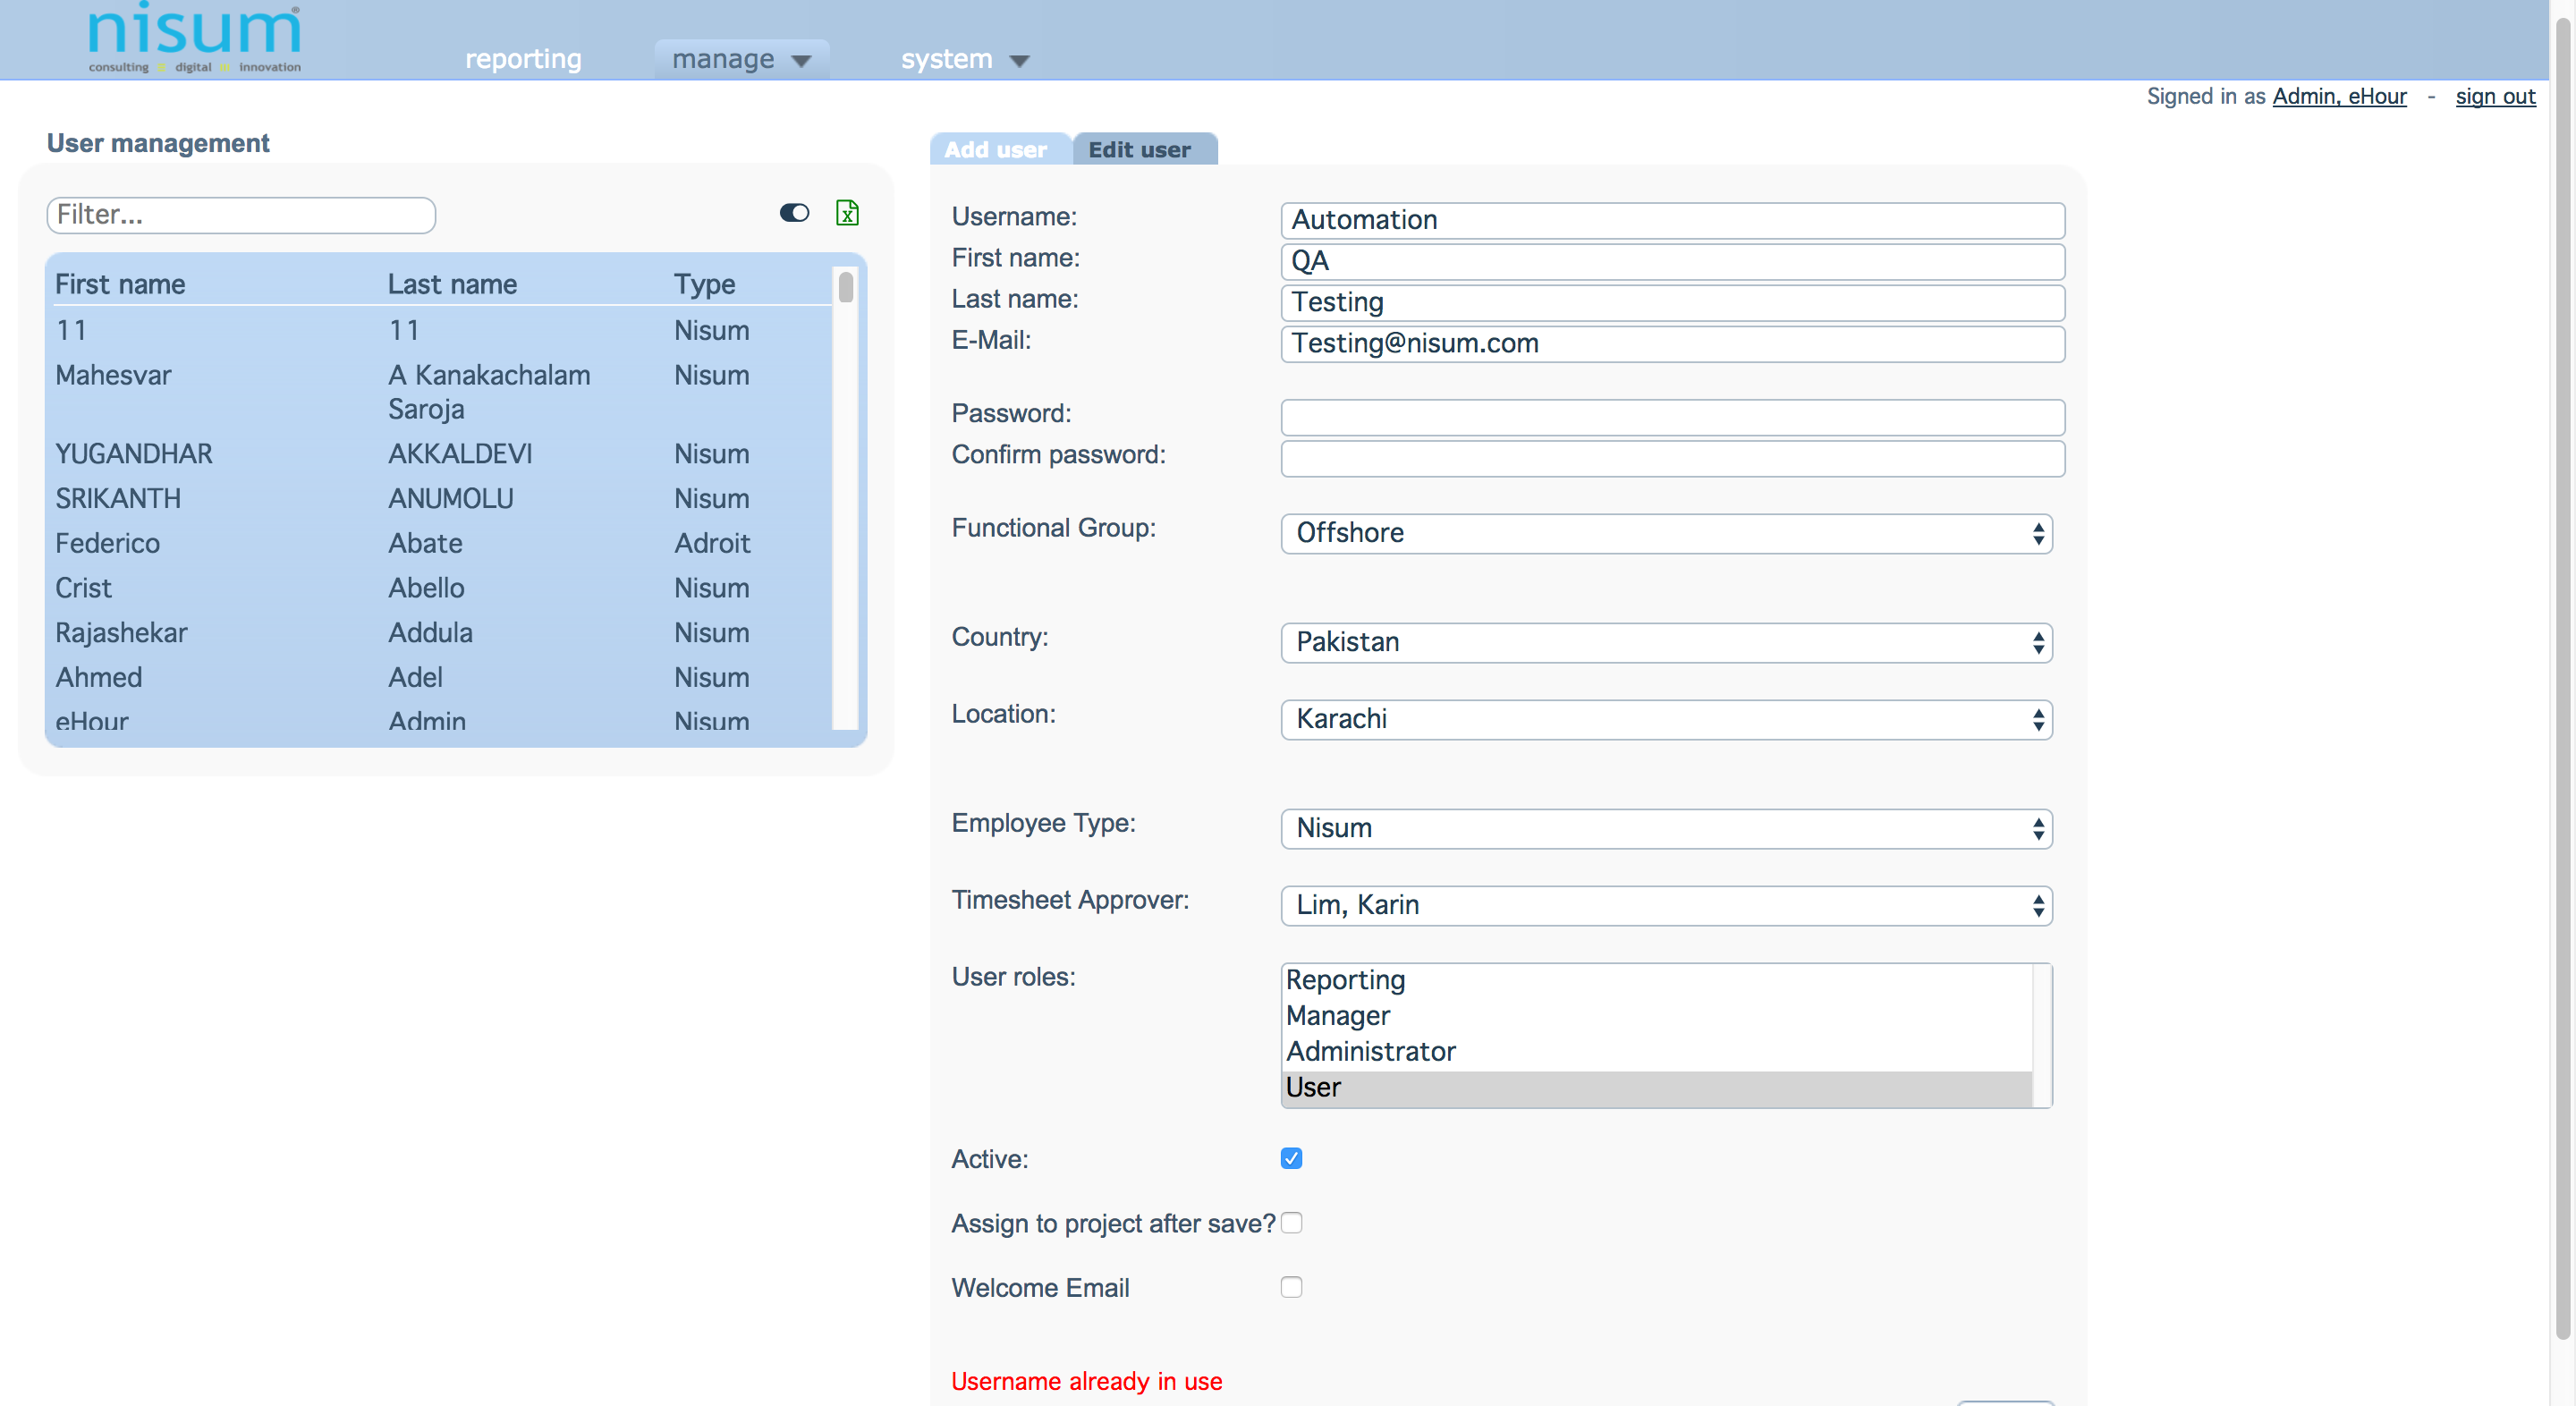 nisum®
consulting digital innovation
reporting
manage
system
Signed in as Admin, eHour - sign out
User management
Filter...
First name Last name Type
11 11 Nisum
Mahesvar A Kanakachalam Saroja Nisum
YUGANDHAR AKKALDEVI Nisum
SRIKANTH ANUMOLU Nisum
Federico Abate Adroit
Crist Abello Nisum
Rajashekar Addula Nisum
Ahmed Adel Nisum
eHour Admin Nisum
Add user Edit user
Username: Automation
First name: QA
Last name: Testing
E-Mail: Testing@nisum.com
Password:
Confirm password:
Functional Group: Offshore
Country: Pakistan
Location: Karachi
Employee Type: Nisum
Timesheet Approver: Lim, Karin
User roles: Reporting
Manager
Administrator
User
Active:
Assign to project after save?
Welcome Email
Username already in use